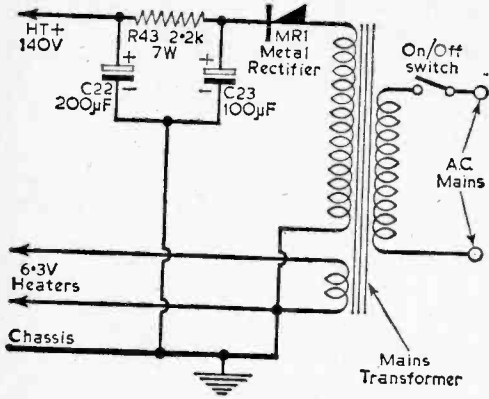 HT+
140V
R43 2·2k
7W
MR1
Metal
Rectifier
On/Off
switch
+
-
C22
200µF
+
-
C23
100µF
A.C.
Mains
6·3V
Heaters
Chassis
Mains
Transformer